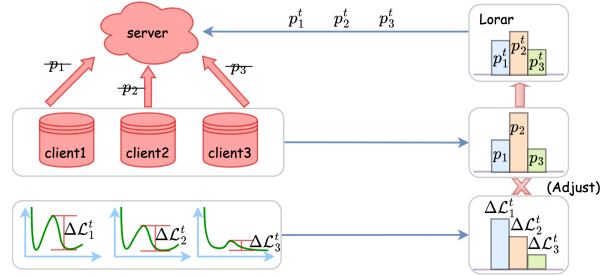 server
p_1^t p_2^t p_3^t
Lorar
p_1^t p_2^t p_3^t
p_1 p_2 p_3
client1 client2 client3
p_1 p_2 p_3
(Adjust)
Δℒ_1^t Δℒ_2^t Δℒ_3^t
Δℒ_1^t Δℒ_2^t Δℒ_3^t